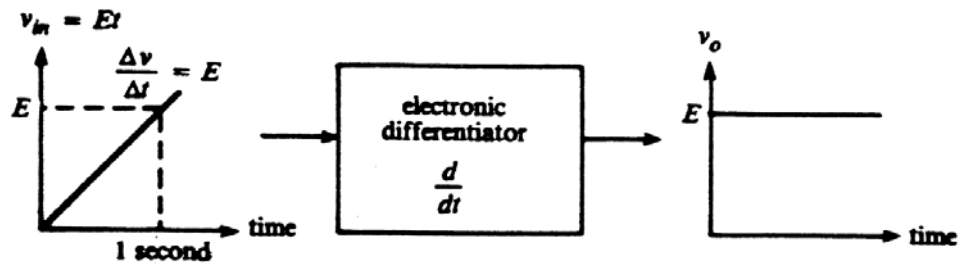 v_in = Et
Δv/Δt = E
E
time
1 second
electronic
differentiator
d/dt
v_o
E
time